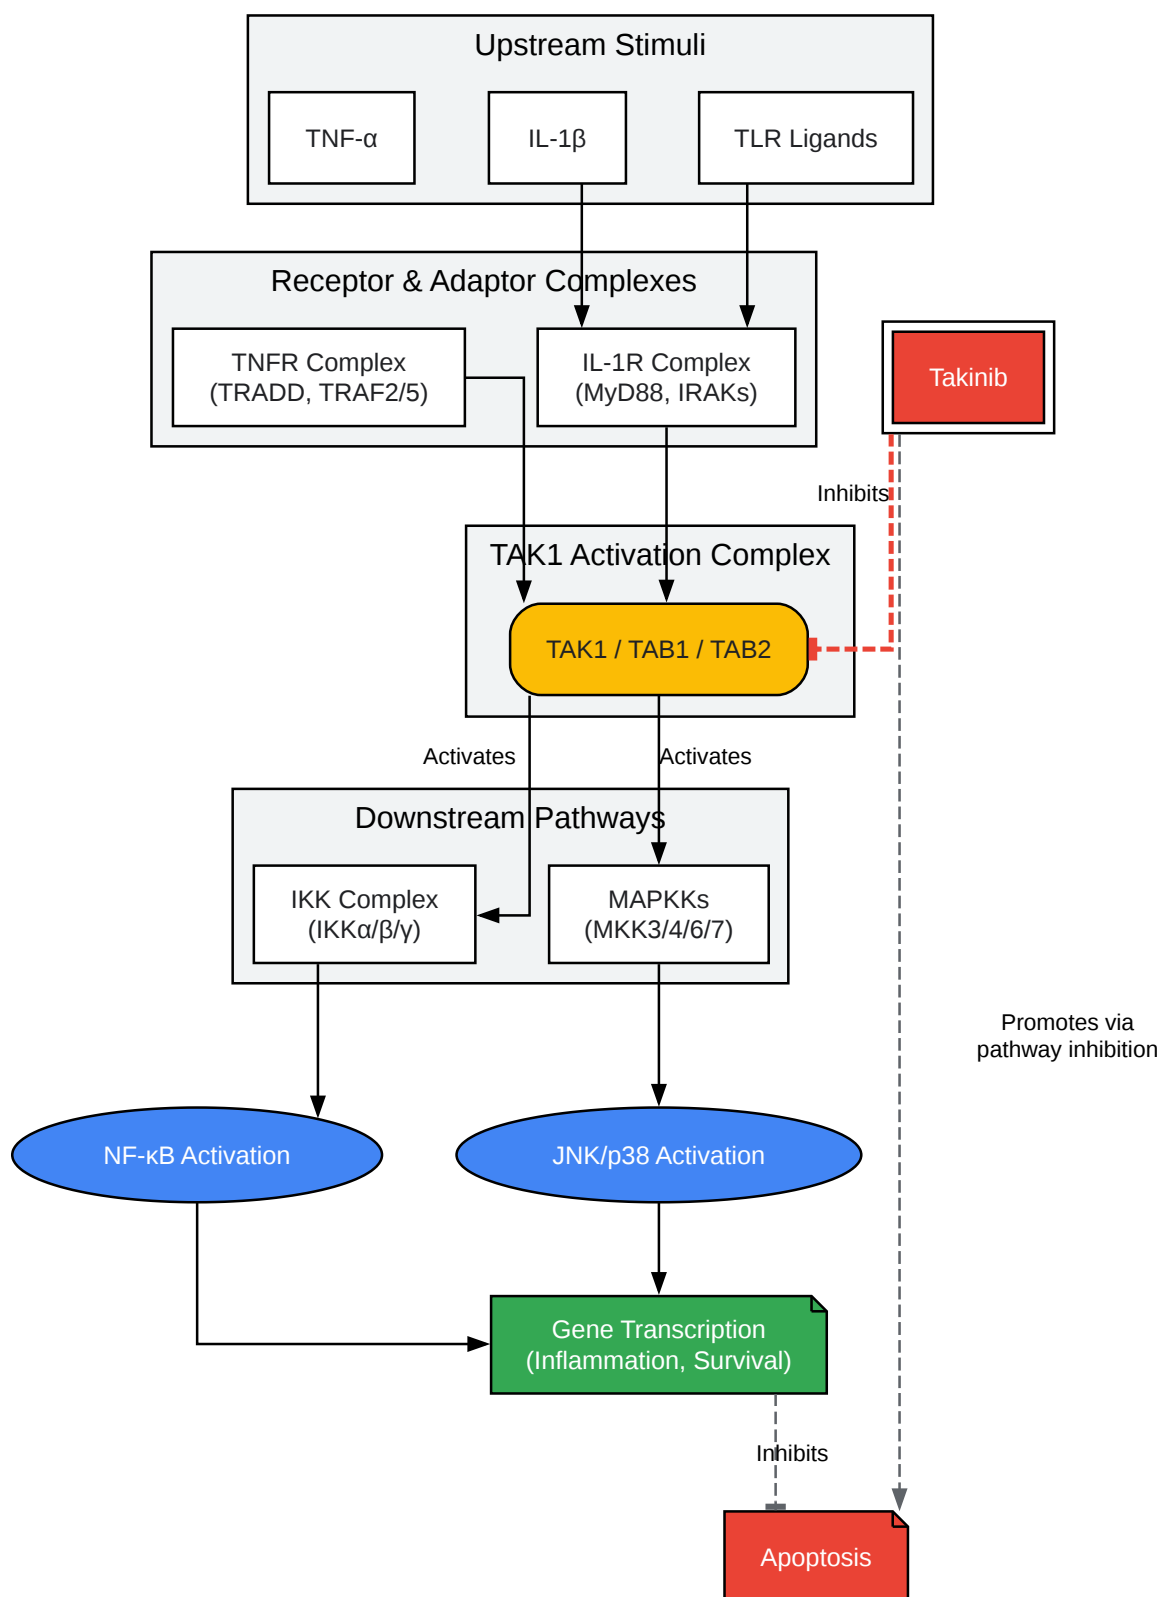 Upstream Stimuli
TNF-α
IL-1β
TLR Ligands
Receptor & Adaptor Complexes
TNFR Complex
(TRADD, TRAF2/5)
IL-1R Complex
(MyD88, IRAKs)
Takinib
Inhibits
TAK1 Activation Complex
TAK1 / TAB1 / TAB2
Activates
Activates
Downstream Pathways
IKK Complex
(IKKα/β/γ)
MAPKKs
(MKK3/4/6/7)
Promotes via
pathway inhibition
NF-κB Activation
JNK/p38 Activation
Gene Transcription
(Inflammation, Survival)
Inhibits
Apoptosis